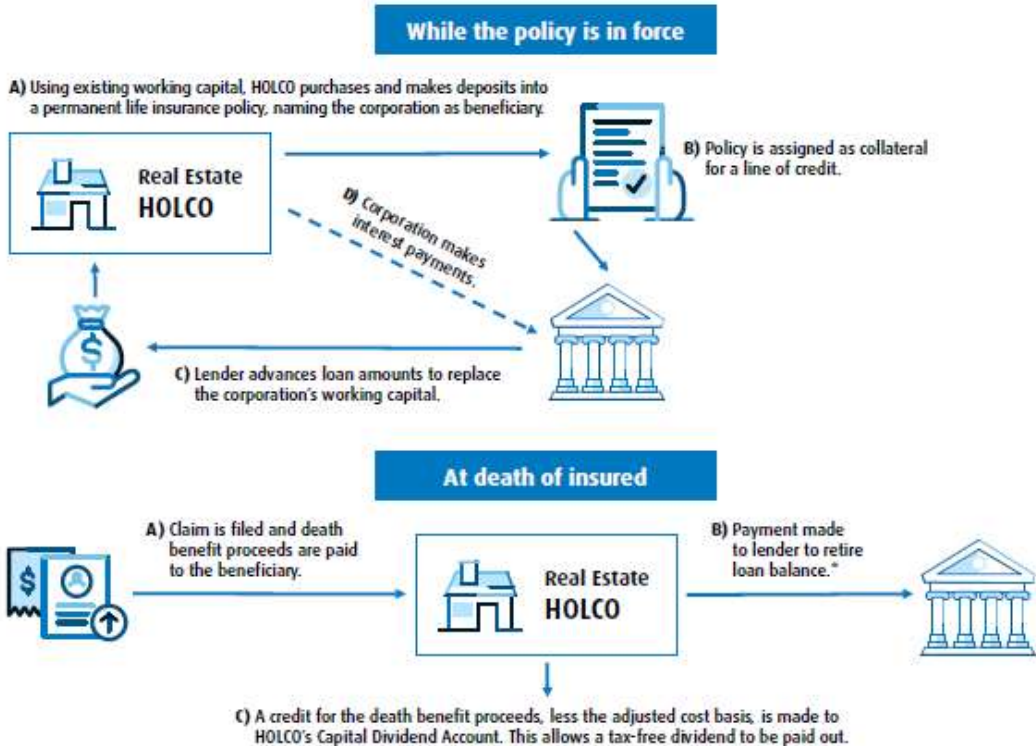 While the policy is in force
A) Using existing working capital, HOLCO purchases and makes deposits into
a permanent life insurance policy, naming the corporation as beneficiary.
Real Estate
HOLCO
B) Policy is assigned as collateral
for a line of credit.
D) Corporation makes
interest payments.
$
C) Lender advances loan amounts to replace
the corporation's working capital.
At death of insured
A) Claim is filed and death
benefit proceeds are paid
to the beneficiary.
$
Real Estate
HOLCO
B) Payment made
to lender to retire
loan balance.*
C) A credit for the death benefit proceeds, less the adjusted cost basis, is made to
HOLCO's Capital Dividend Account. This allows a tax-free dividend to be paid out.